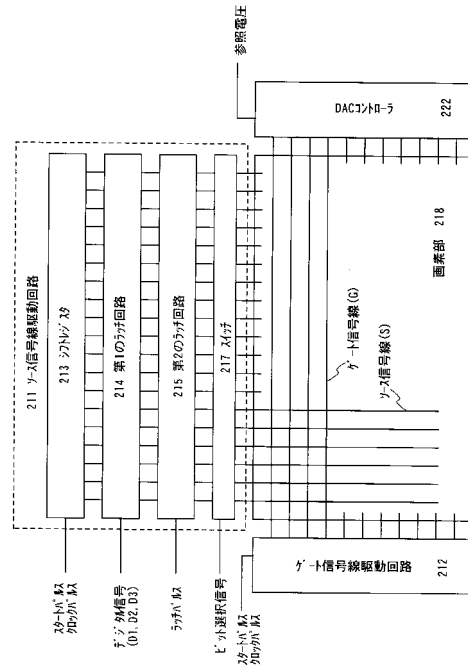 211 ソース信号線駆動回路
スタートパルス
クロックパルス
213 シフトレジスタ
デジタル信号
(D1, D2, D3)
214 第1のラッチ回路
ラッチパルス
215 第2のラッチ回路
ビット選択信号
217 スイッチ
スタートパルス
クロックパルス
参照電圧
ゲート信号線駆動回路
212
ゲート信号線(G)
ソース信号線(S)
画素部 218
DACコントローラ
222